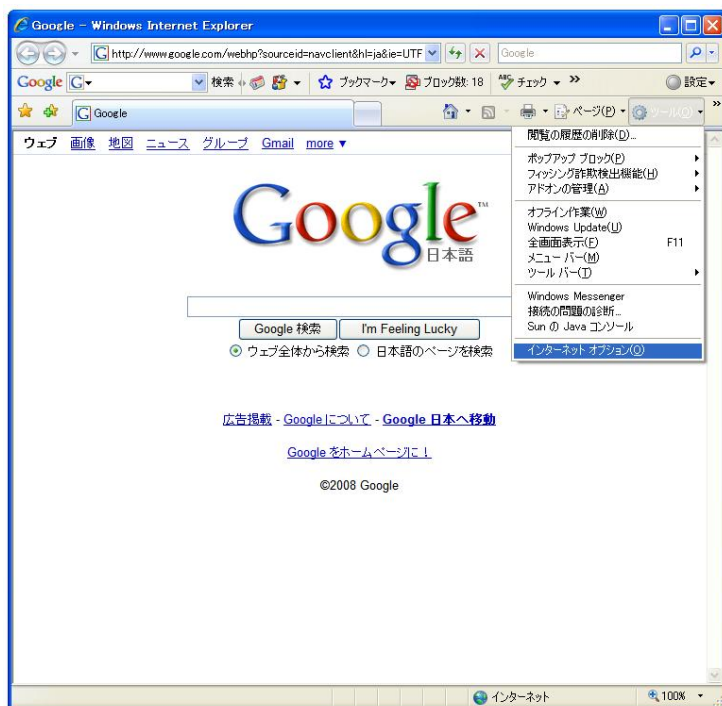 Google - Windows Internet Explorer
http://www.google.com/webhp?sourceid=navclient&hl=ja&ie=UTF
Google
Google G 検索 ブックマーク ブロック数: 18 チェック » 設定
Google ページ(P) ツール(O) »
ウェブ 画像 地図 ニュース グループ Gmail more ▼
閲覧の履歴の削除(D)...
ポップアップ ブロック(P)
フィッシング詐欺検出機能(H)
アドオンの管理(A)
オフライン作業(W)
Windows Update(U)
全画面表示(F) F11
メニュー バー(M)
ツール バー(T)
Windows Messenger
接続の問題の診断...
Sun の Java コンソール
インターネット オプション(O)
Google™
日本語
Google 検索 I'm Feeling Lucky
ウェブ全体から検索 日本語のページを検索
広告掲載 - Google について - Google 日本へ移動
Google をホームページに！
©2008 Google
インターネット 100%